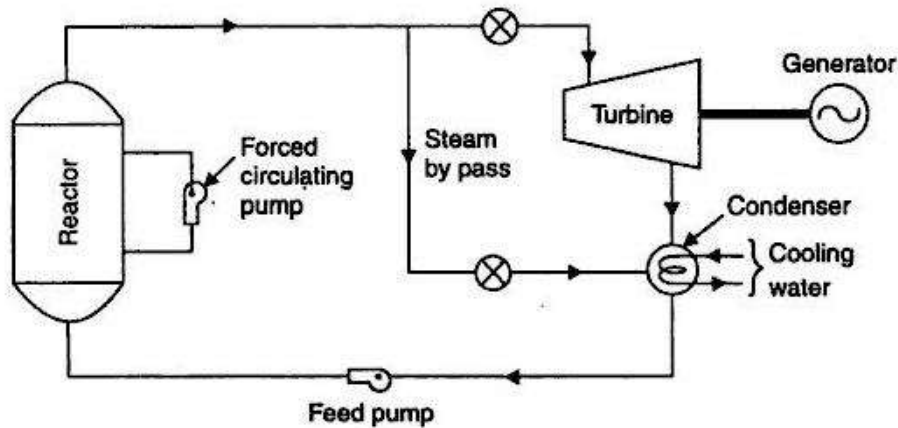 Generator
Turbine
Steam
by pass
Forced
circulating
pump
Reactor
Condenser
Cooling
water
Feed pump